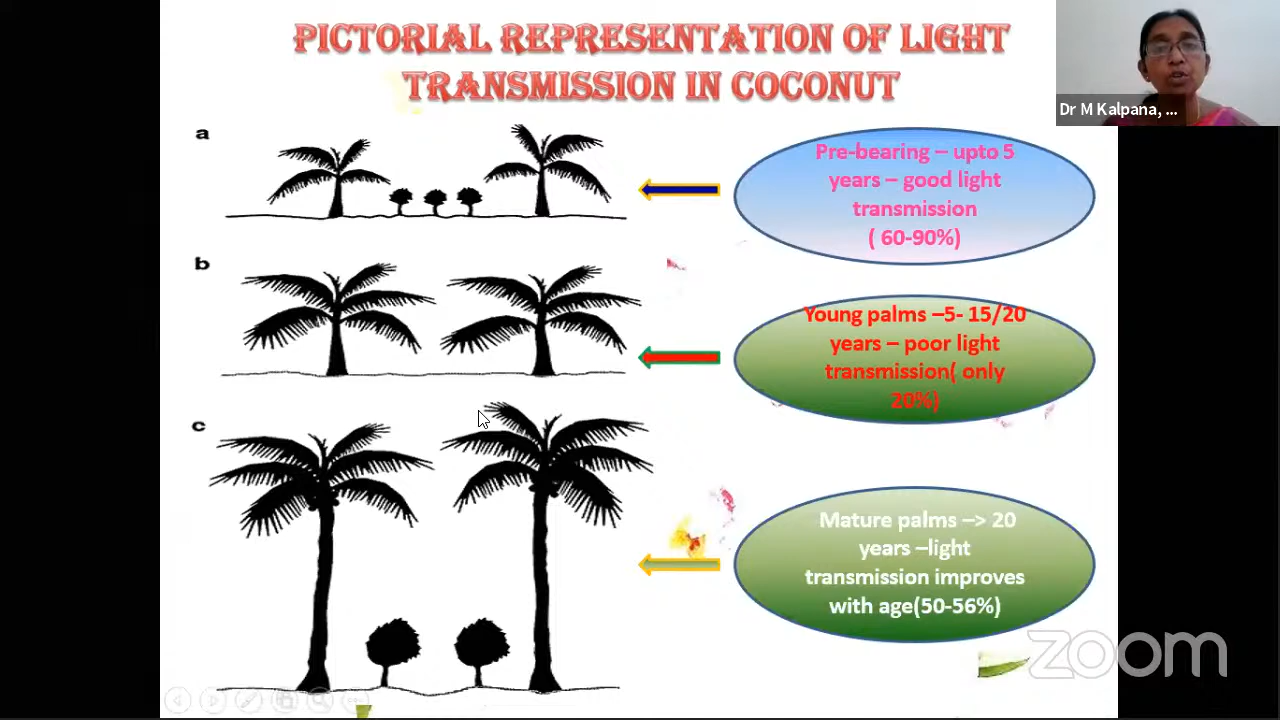 PICTORIAL REPRESENTATION OF LIGHT
TRANSMISSION IN COCONUT
Dr M Kalpana, ...
a
Pre-bearing – upto 5
years – good light
transmission
( 60-90%)
b
Young palms –5- 15/20
years – poor light
transmission( only
20%)
c
Mature palms –> 20
years –light
transmission improves
with age(50-56%)
zoom